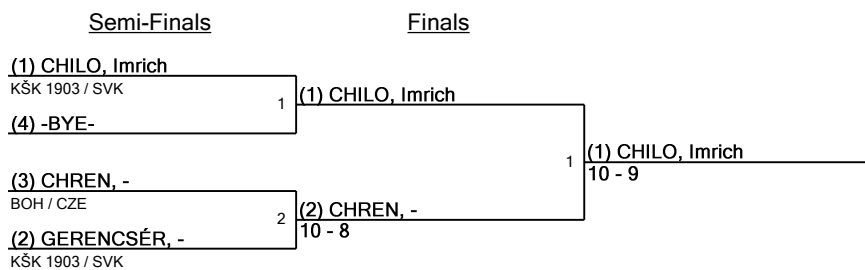 Semi-Finals Finals
(1) CHILO, Imrich
KŠK 1903 / SVK
1 (1) CHILO, Imrich
(4) -BYE-
1 (1) CHILO, Imrich
10 - 9
(3) CHREN, -
BOH / CZE
2 (2) CHREN, -
10 - 8
(2) GERENCSÉR, -
KŠK 1903 / SVK